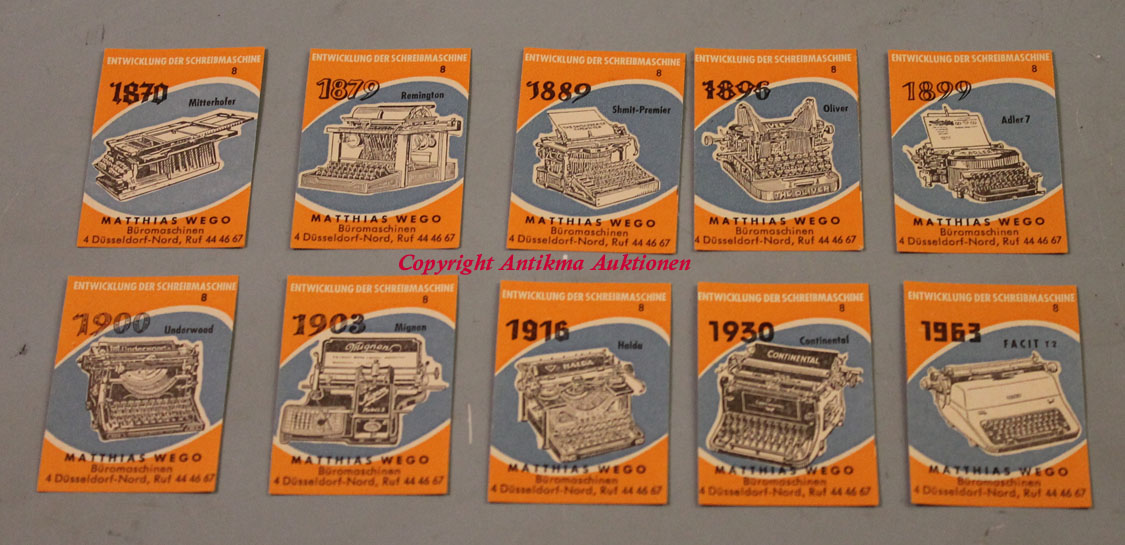 ENTWICKLUNG DER SCHREIBMASCHINE
8
1870
Mitterhofer
MATTHIAS WEGO
Büromaschinen
4 Düsseldorf-Nord, Ruf 44 46 67
ENTWICKLUNG DER SCHREIBMASCHINE
8
1879
Remington
MATTHIAS WEGO
Büromaschinen
4 Düsseldorf-Nord, Ruf 44 46 67
ENTWICKLUNG DER SCHREIBMASCHINE
8
1889
Shmit-Premier
MATTHIAS WEGO
Büromaschinen
4 Düsseldorf-Nord, Ruf 44 46 67
ENTWICKLUNG DER SCHREIBMASCHINE
8
1896
Oliver
THE OLIVER
MATTHIAS WEGO
Büromaschinen
4 Düsseldorf-Nord, Ruf 44 46 67
ENTWICKLUNG DER SCHREIBMASCHINE
8
1899
Adler 7
ADLER
MATTHIAS WEGO
Büromaschinen
4 Düsseldorf-Nord, Ruf 44 46 67
Copyright Antikma Auktionen
ENTWICKLUNG DER SCHREIBMASCHINE
8
1900
Underwood
Underwood
MATTHIAS WEGO
Büromaschinen
4 Düsseldorf-Nord, Ruf 44 46 67
ENTWICKLUNG DER SCHREIBMASCHINE
8
1903
Mignon
Mignon
MATTHIAS WEGO
Büromaschinen
4 Düsseldorf-Nord, Ruf 44 46 67
ENTWICKLUNG DER SCHREIBMASCHINE
8
1916
Halda
HALDA
MATTHIAS WEGO
Büromaschinen
4 Düsseldorf-Nord, Ruf 44 46 67
ENTWICKLUNG DER SCHREIBMASCHINE
8
1930
Continental
CONTINENTAL
MATTHIAS WEGO
Büromaschinen
4 Düsseldorf-Nord, Ruf 44 46 67
ENTWICKLUNG DER SCHREIBMASCHINE
8
1963
FACIT T2
MATTHIAS WEGO
Büromaschinen
4 Düsseldorf-Nord, Ruf 44 46 67